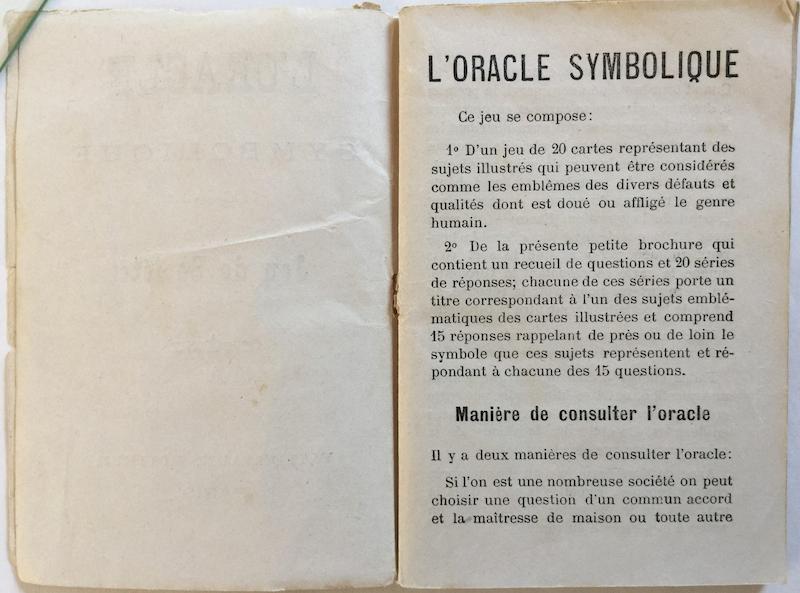 L'ORACLE SYMBOLIQUE
Ce jeu se compose:
1º D'un jeu de 20 cartes représentant des
sujets illustrés qui peuvent être considérés
comme les emblêmes des divers défauts et
qualités dont est doué ou affligé le genre
humain.
2º De la présente petite brochure qui
contient un recueil de questions et 20 séries
de réponses; chacune de ces séries porte un
titre correspondant à l'un des sujets emblé-
matiques des cartes illustrées et comprend
15 réponses rappelant de près ou de loin le
symbole que ces sujets représentent et ré-
pondant à chacune des 15 questions.
Manière de consulter l'oracle
Il y a deux manières de consulter l'oracle:
Si l'on est une nombreuse société on peut
choisir une question d'un commun accord
et la maîtresse de maison ou toute autre